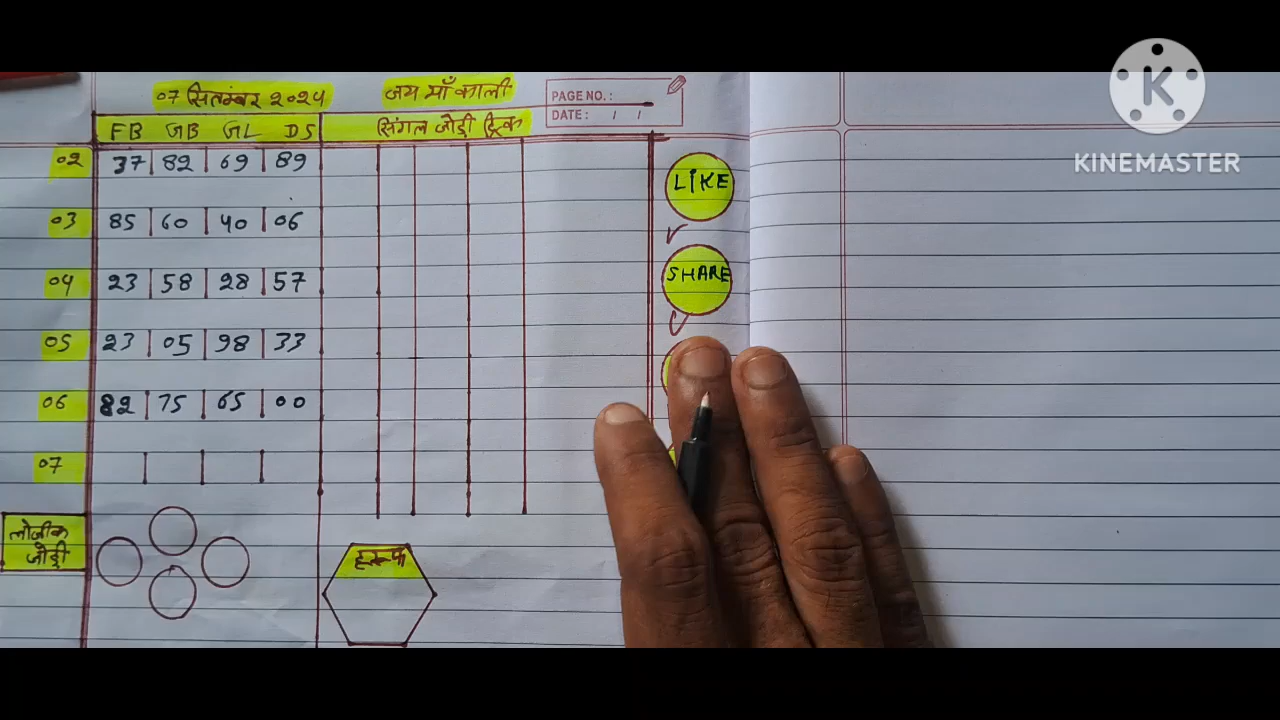 07 सितम्बर 2024
जय माँ काली
PAGE NO.:
DATE: / /
K
KINEMASTER
FB GB GL DS
सिंगल जोड़ी ट्रिक
02 37 82 69 89
03 85 60 40 06
04 23 58 28 57
05 23 05 98 33
06 82 75 65 00
07
LIKE
SHARE
लोजीक
जोड़ी
हरूफ